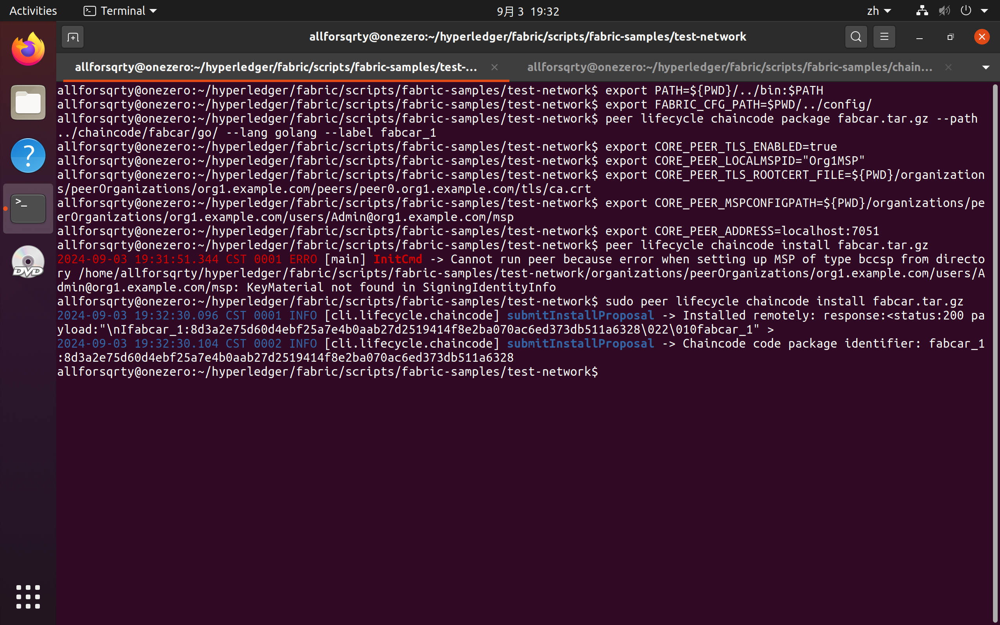 Activities
Terminal
9月 3 19:32
zh
allforsqrty@onezero:~/hyperledger/fabric/scripts/fabric-samples/test-network
allforsqrty@onezero:~/hyperledger/fabric/scripts/fabric-samples/test-...
allforsqrty@onezero:~/hyperledger/fabric/scripts/fabric-samples/chain...
allforsqrty@onezero:~/hyperledger/fabric/scripts/fabric-samples/test-network$ export PATH=${PWD}/../bin:$PATH
allforsqrty@onezero:~/hyperledger/fabric/scripts/fabric-samples/test-network$ export FABRIC_CFG_PATH=$PWD/../config/
allforsqrty@onezero:~/hyperledger/fabric/scripts/fabric-samples/test-network$ peer lifecycle chaincode package fabcar.tar.gz --path
../chaincode/fabcar/go/ --lang golang --label fabcar_1
allforsqrty@onezero:~/hyperledger/fabric/scripts/fabric-samples/test-network$ export CORE_PEER_TLS_ENABLED=true
allforsqrty@onezero:~/hyperledger/fabric/scripts/fabric-samples/test-network$ export CORE_PEER_LOCALMSPID="Org1MSP"
allforsqrty@onezero:~/hyperledger/fabric/scripts/fabric-samples/test-network$ export CORE_PEER_TLS_ROOTCERT_FILE=${PWD}/organization
s/peerOrganizations/org1.example.com/peers/peer0.org1.example.com/tls/ca.crt
allforsqrty@onezero:~/hyperledger/fabric/scripts/fabric-samples/test-network$ export CORE_PEER_MSPCONFIGPATH=${PWD}/organizations/pe
erOrganizations/org1.example.com/users/Admin@org1.example.com/msp
allforsqrty@onezero:~/hyperledger/fabric/scripts/fabric-samples/test-network$ export CORE_PEER_ADDRESS=localhost:7051
allforsqrty@onezero:~/hyperledger/fabric/scripts/fabric-samples/test-network$ peer lifecycle chaincode install fabcar.tar.gz
2024-09-03 19:31:51.344 CST 0001 ERRO [main] InitCmd -> Cannot run peer because error when setting up MSP of type bccsp from directo
ry /home/allforsqrty/hyperledger/fabric/scripts/fabric-samples/test-network/organizations/peerOrganizations/org1.example.com/users/A
dmin@org1.example.com/msp: KeyMaterial not found in SigningIdentityInfo
allforsqrty@onezero:~/hyperledger/fabric/scripts/fabric-samples/test-network$ sudo peer lifecycle chaincode install fabcar.tar.gz
2024-09-03 19:32:30.096 CST 0001 INFO [cli.lifecycle.chaincode] submitInstallProposal -> Installed remotely: response:<status:200 pa
yload:"\nIfabcar_1:8d3a2e75d60d4ebf25a7e4b0aab27d2519414f8e2ba070ac6ed373db511a6328\022\010fabcar_1" >
2024-09-03 19:32:30.104 CST 0002 INFO [cli.lifecycle.chaincode] submitInstallProposal -> Chaincode code package identifier: fabcar_1
:8d3a2e75d60d4ebf25a7e4b0aab27d2519414f8e2ba070ac6ed373db511a6328
allforsqrty@onezero:~/hyperledger/fabric/scripts/fabric-samples/test-network$
?
>_
DVD